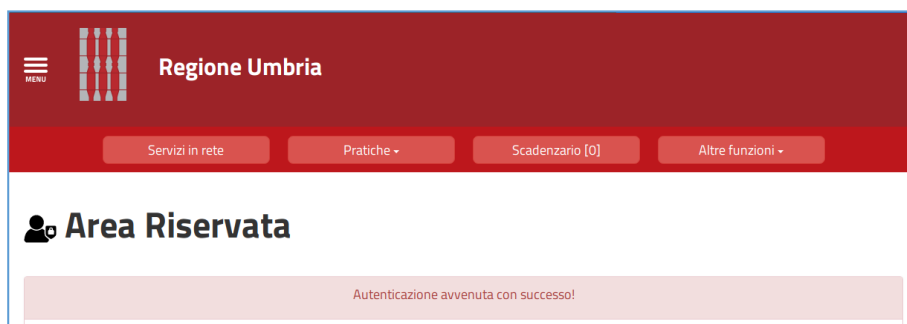 MENU
Regione Umbria
Servizi in rete
Pratiche
Scadenzario [0]
Altre funzioni
Area Riservata
Autenticazione avvenuta con successo!